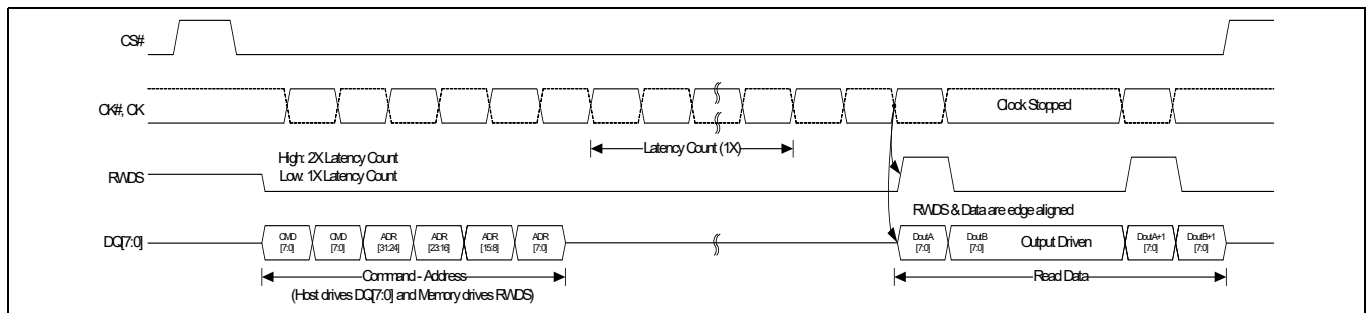 CS#
CK#, CK
Clock Stopped
Latency Count (1X)
High: 2X Latency Count
Low: 1X Latency Count
RWDS
RWDS & Data are edge aligned
DQ[7:0]
CMD [7:0]
CMD [7:0]
ADR [31:24]
ADR [23:16]
ADR [15:8]
ADR [7:0]
DoutA [7:0]
DoutB [7:0]
Output Driven
DoutA+1 [7:0]
DoutB+1 [7:0]
Command - Address
Read Data
(Host drives DQ[7:0] and Memory drives RWDS)